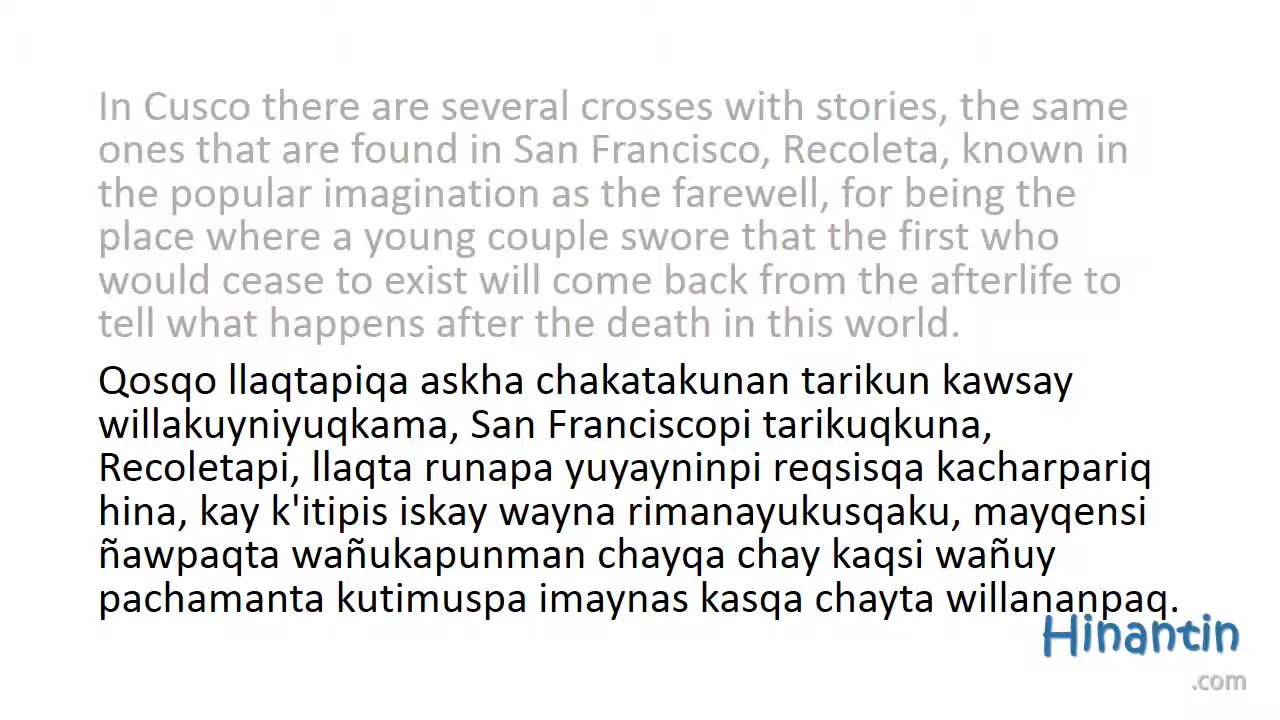 In Cusco there are several crosses with stories, the same
ones that are found in San Francisco, Recoleta, known in
the popular imagination as the farewell, for being the
place where a young couple swore that the first who
would cease to exist will come back from the afterlife to
tell what happens after the death in this world.
Qosqo llaqtapiqa askha chakatakunan tarikun kawsay
willakuyniyuqkama, San Franciscopi tarikuqkuna,
Recoletapi, llaqta runapa yuyayninpi reqsisqa kacharpariq
hina, kay k'itipis iskay wayna rimanayukusqaku, mayqensi
ñawpaqta wañukapunman chayqa chay kaqsi wañuy
pachamanta kutimuspa imaynas kasqa chayta willananpaq.
Hinantin
.com